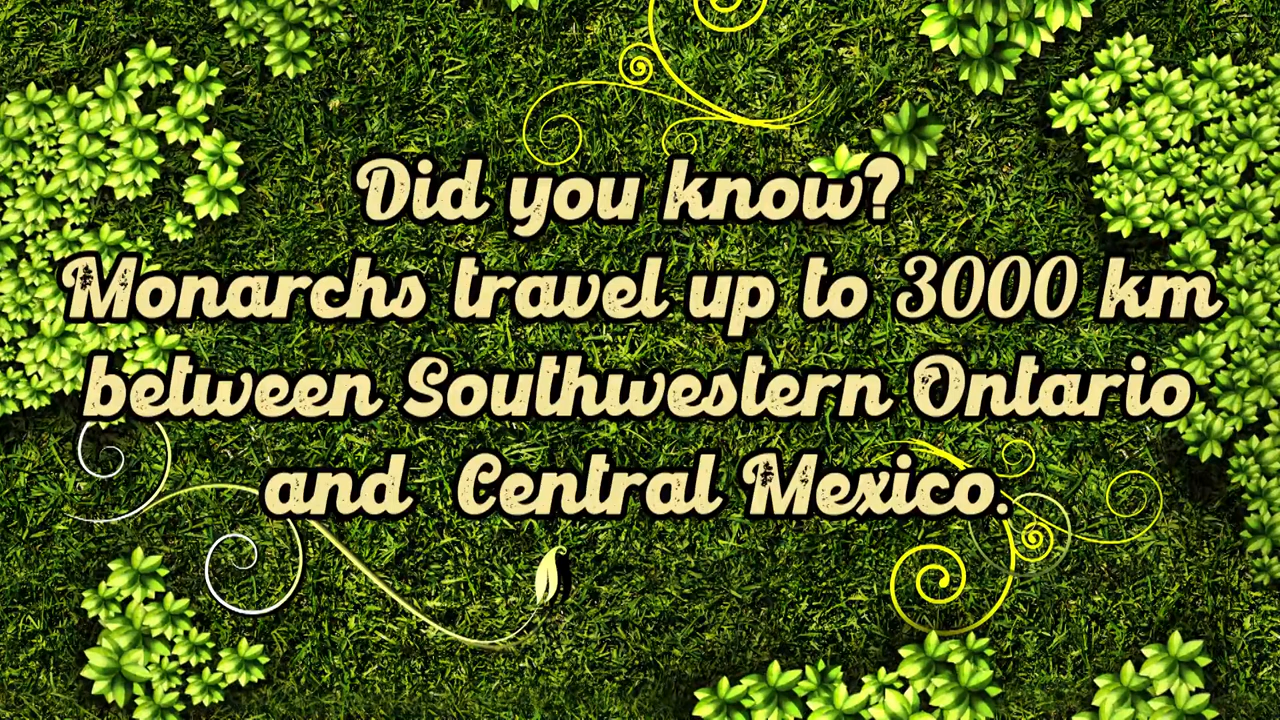 Did you know?
Monarchs travel up to 3000 km
between Southwestern Ontario
and Central Mexico.